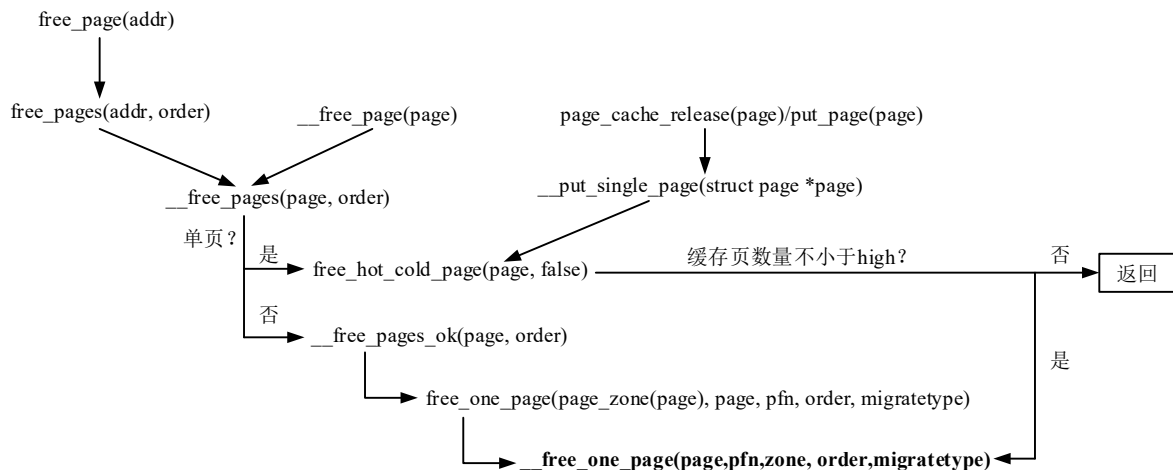 free_page(addr)
free_pages(addr, order)
__free_page(page)
page_cache_release(page)/put_page(page)
__free_pages(page, order)
__put_single_page(struct page *page)
单页？
是
free_hot_cold_page(page, false)
缓存页数量不小于high？
否
返回
否
__free_pages_ok(page, order)
是
free_one_page(page_zone(page), page, pfn, order, migratetype)
__free_one_page(page,pfn,zone, order,migratetype)